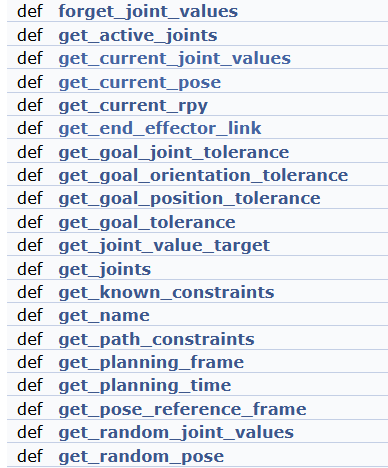 def forget_joint_values
def get_active_joints
def get_current_joint_values
def get_current_pose
def get_current_rpy
def get_end_effector_link
def get_goal_joint_tolerance
def get_goal_orientation_tolerance
def get_goal_position_tolerance
def get_goal_tolerance
def get_joint_value_target
def get_joints
def get_known_constraints
def get_name
def get_path_constraints
def get_planning_frame
def get_planning_time
def get_pose_reference_frame
def get_random_joint_values
def get_random_pose